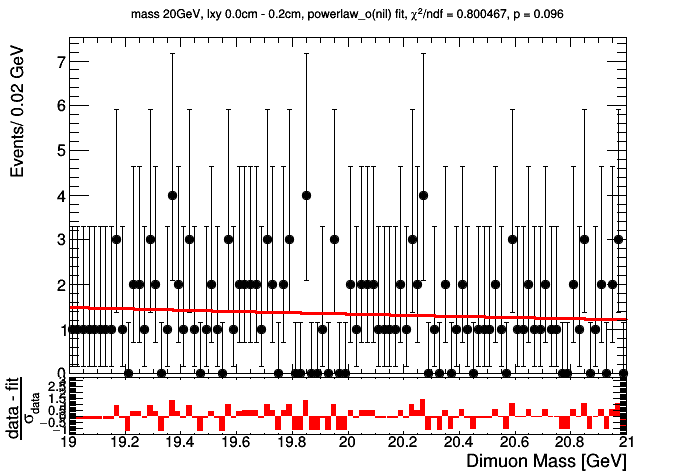 mass 20GeV, lxy 0.0cm - 0.2cm, powerlaw_o(nil) fit, χ²/ndf = 0.800467, p = 0.096
Events/ 0.02 GeV
7
6
5
4
3
2
1
0
data - fit
σdata
19 19.2 19.4 19.6 19.8 20 20.2 20.4 20.6 20.8 21
Dimuon Mass [GeV]